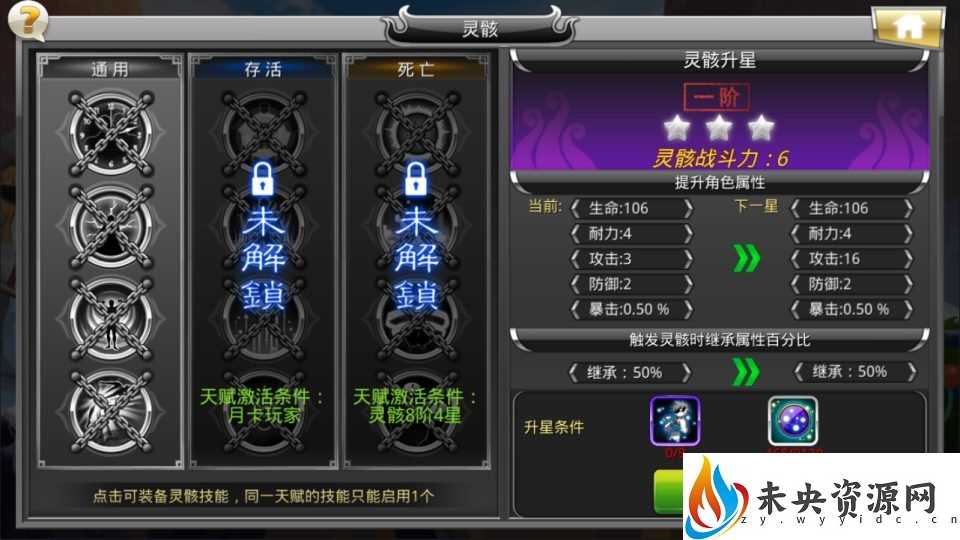 ?
灵骸
通用
存活
死亡
未解鎖
未解鎖
天赋激活条件：
月卡玩家
天赋激活条件：
灵骸8阶4星
点击可装备灵骸技能，同一天赋的技能只能启用1个
灵骸升星
一阶
灵骸战斗力：6
提升角色属性
当前:
生命:106
耐力:4
攻击:3
防御:2
暴击:0.50 %
下一星
生命:106
耐力:4
攻击:16
防御:2
暴击:0.50 %
触发灵骸时继承属性百分比
继承：50%
继承：50%
升星条件
未央资源网
zy.wyyidc.cn